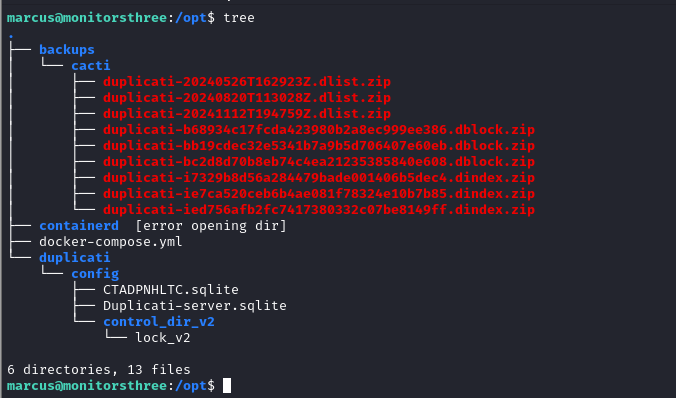 marcus@monitorsthree:/opt$ tree
.
├── backups
│   └── cacti
│       ├── duplicati-20240526T162923Z.dlist.zip
│       ├── duplicati-20240820T113028Z.dlist.zip
│       ├── duplicati-20241112T194759Z.dlist.zip
│       ├── duplicati-b68934c17fcda423980b2a8ec999ee386.dblock.zip
│       ├── duplicati-bb19cdec32e5341b7a9b5d706407e60eb.dblock.zip
│       ├── duplicati-bc2d8d70b8eb74c4ea21235385840e608.dblock.zip
│       ├── duplicati-i7329b8d56a284479bade001406b5dec4.dindex.zip
│       ├── duplicati-ie7ca520ceb6b4ae081f78324e10b7b85.dindex.zip
│       └── duplicati-ied756afb2fc7417380332c07be8149ff.dindex.zip
├── containerd  [error opening dir]
├── docker-compose.yml
└── duplicati
    └── config
        ├── CTADPNHLTC.sqlite
        ├── Duplicati-server.sqlite
        └── control_dir_v2
            └── lock_v2

6 directories, 13 files
marcus@monitorsthree:/opt$